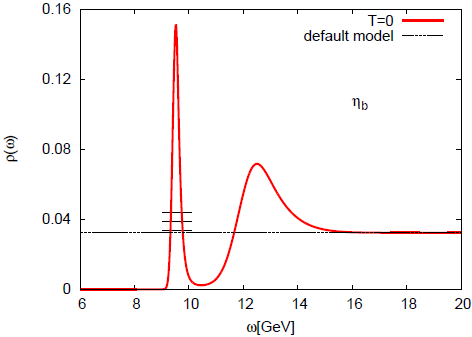 0.16
T=0
default model
0.12
η_b
ρ(ω)
0.08
0.04
0
6 8 10 12 14 16 18 20
ω[GeV]